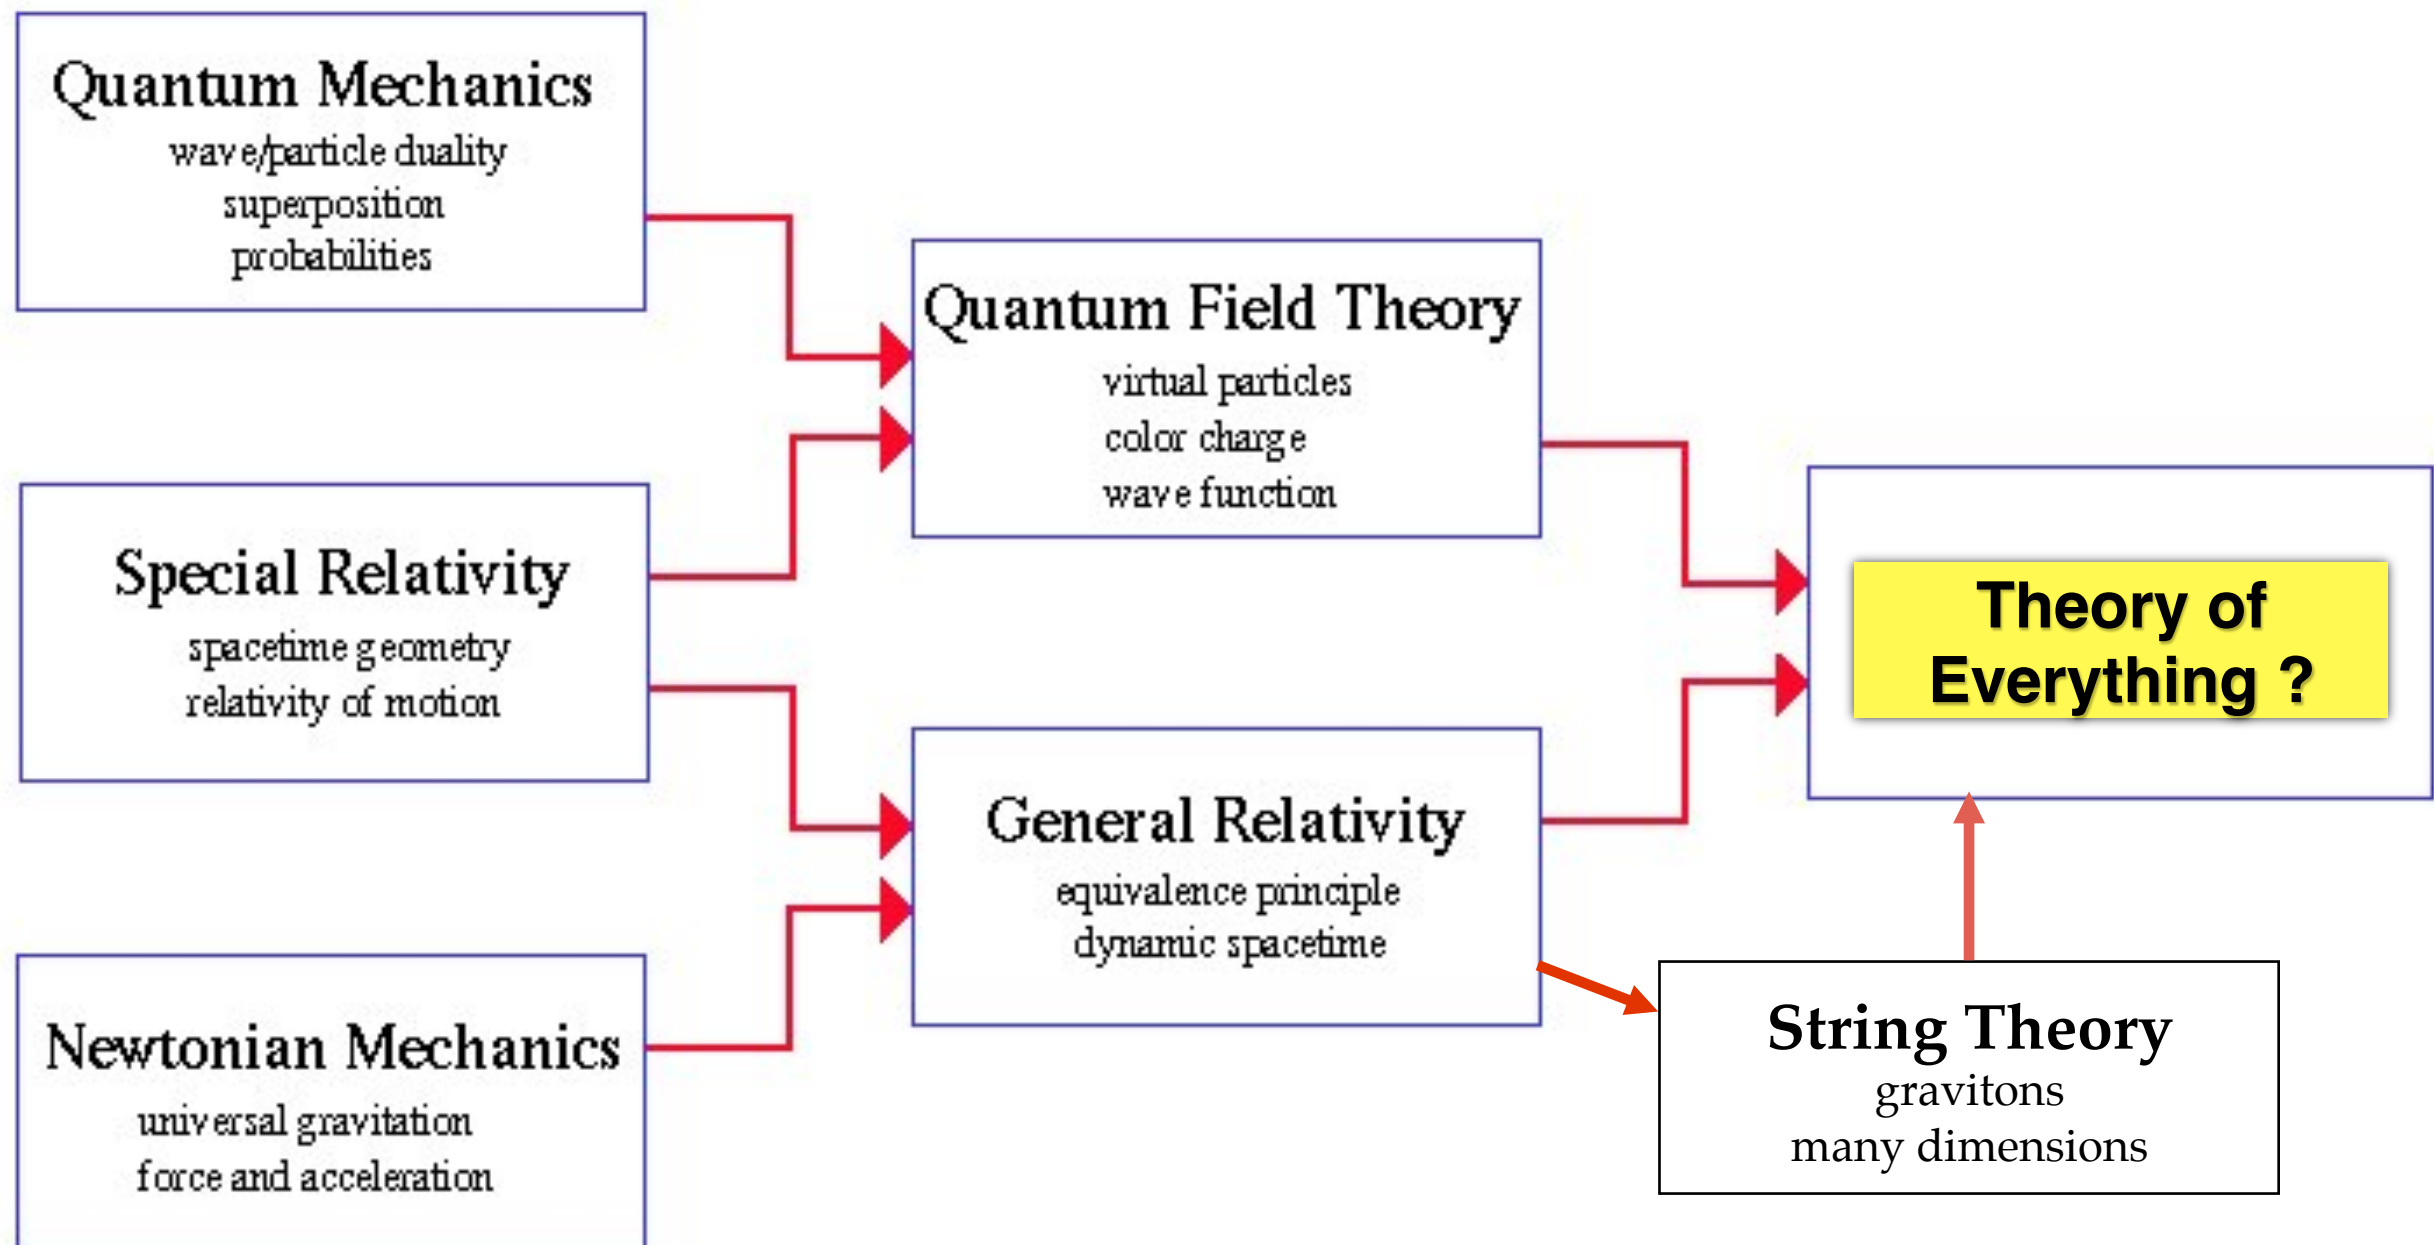 Quantum Mechanics
wave/particle duality
superposition
probabilities
Special Relativity
spacetime geometry
relativity of motion
Newtonian Mechanics
universal gravitation
force and acceleration
Quantum Field Theory
virtual particles
color charge
wave function
General Relativity
equivalence principle
dynamic spacetime
Theory of
Everything ?
String Theory
gravitons
many dimensions